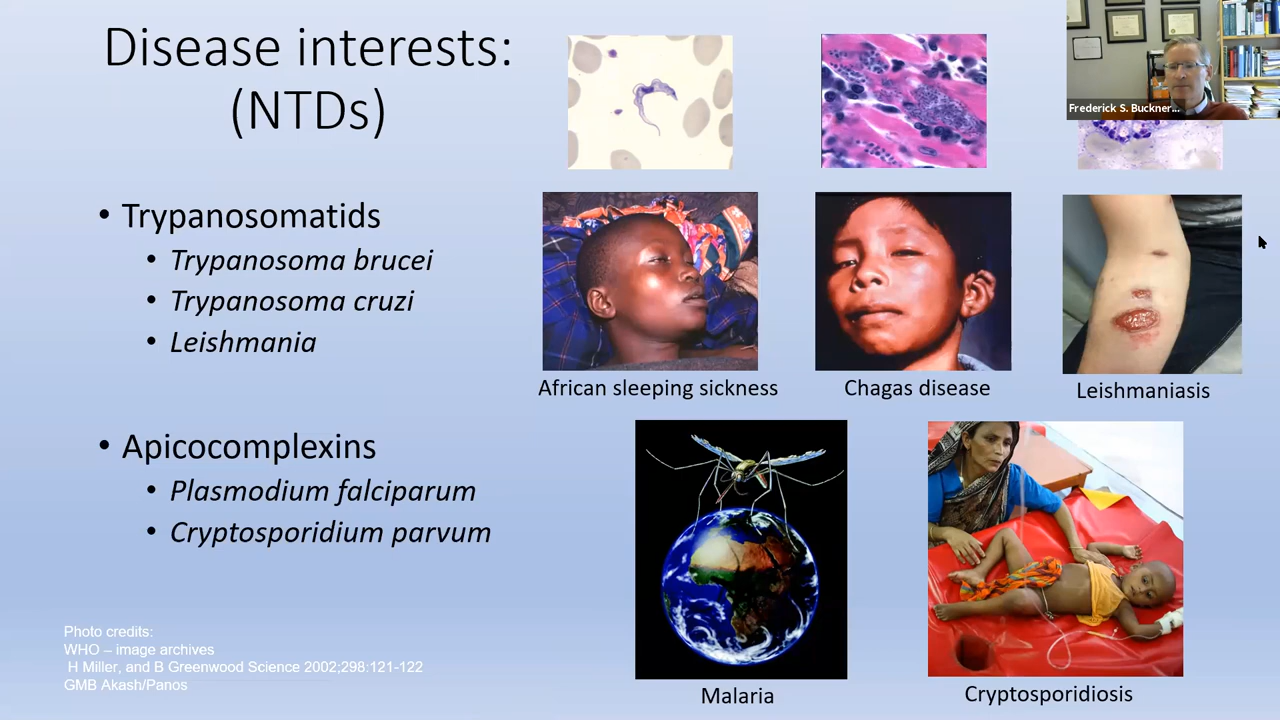 Disease interests:
(NTDs)
Frederick S. Buckner...
• Trypanosomatids
• Trypanosoma brucei
• Trypanosoma cruzi
• Leishmania
African sleeping sickness
Chagas disease
Leishmaniasis
• Apicocomplexins
• Plasmodium falciparum
• Cryptosporidium parvum
Photo credits:
WHO – image archives
H Miller, and B Greenwood Science 2002;298:121-122
GMB Akash/Panos
Malaria
Cryptosporidiosis